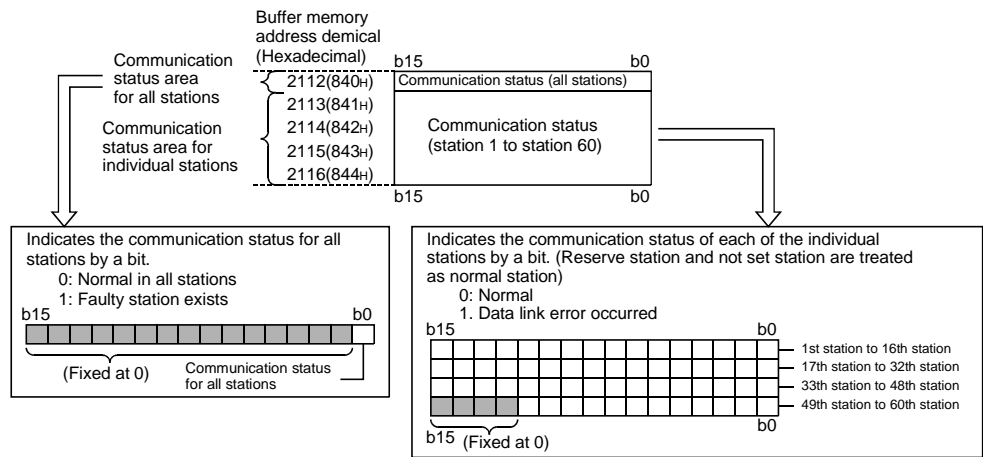 Buffer memory
address demical
(Hexadecimal)
b15 b0
Communication
status area
for all stations
2112(840H)
Communication status (all stations)
2113(841H)
2114(842H)
2115(843H)
2116(844H)
Communication
status area for
individual stations
Communication status
(station 1 to station 60)
b15 b0
Indicates the communication status for all
stations by a bit.
0: Normal in all stations
1: Faulty station exists
b15 b0
(Fixed at 0)
Communication status
for all stations
Indicates the communication status of each of the individual
stations by a bit. (Reserve station and not set station are treated
as normal station)
0: Normal
1. Data link error occurred
b15 b0
1st station to 16th station
17th station to 32th station
33th station to 48th station
49th station to 60th station
b15 b0
(Fixed at 0)